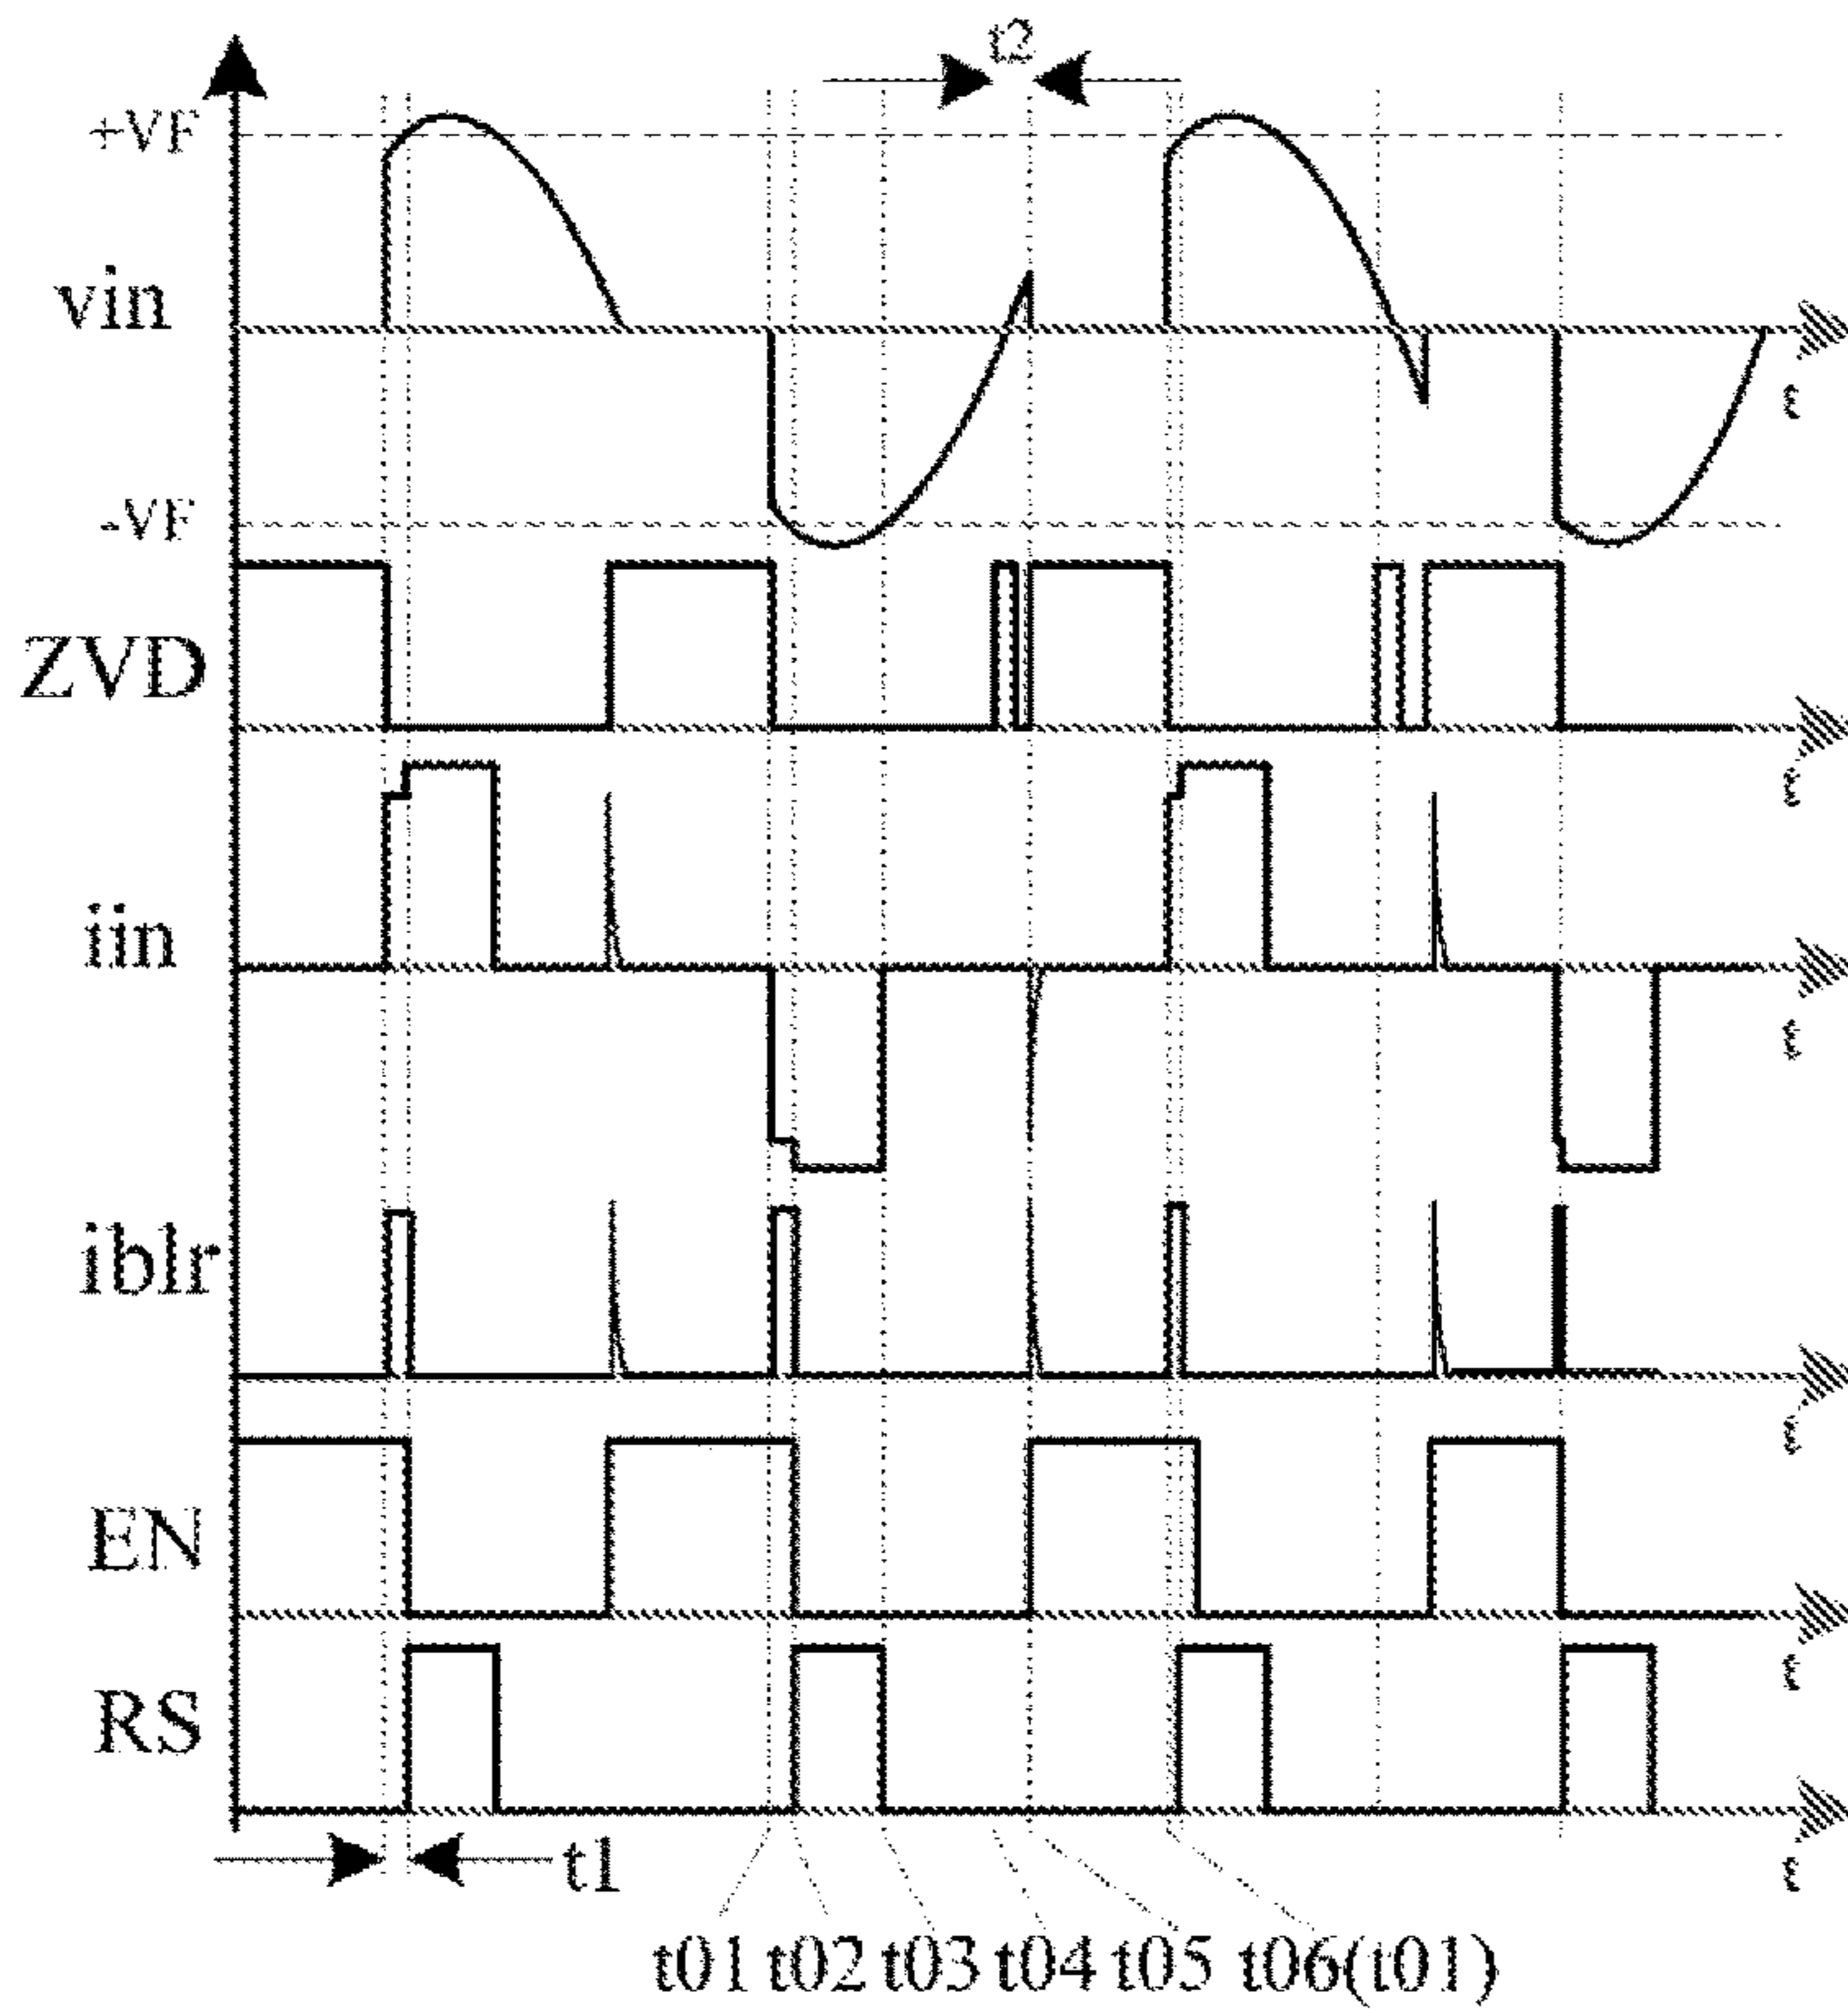 t2
+VF
vin
t
-VF
ZVD
t
iin
t
iblr
t
EN
t
RS
t
t1
t01 t02 t03 t04 t05 t06(t01)